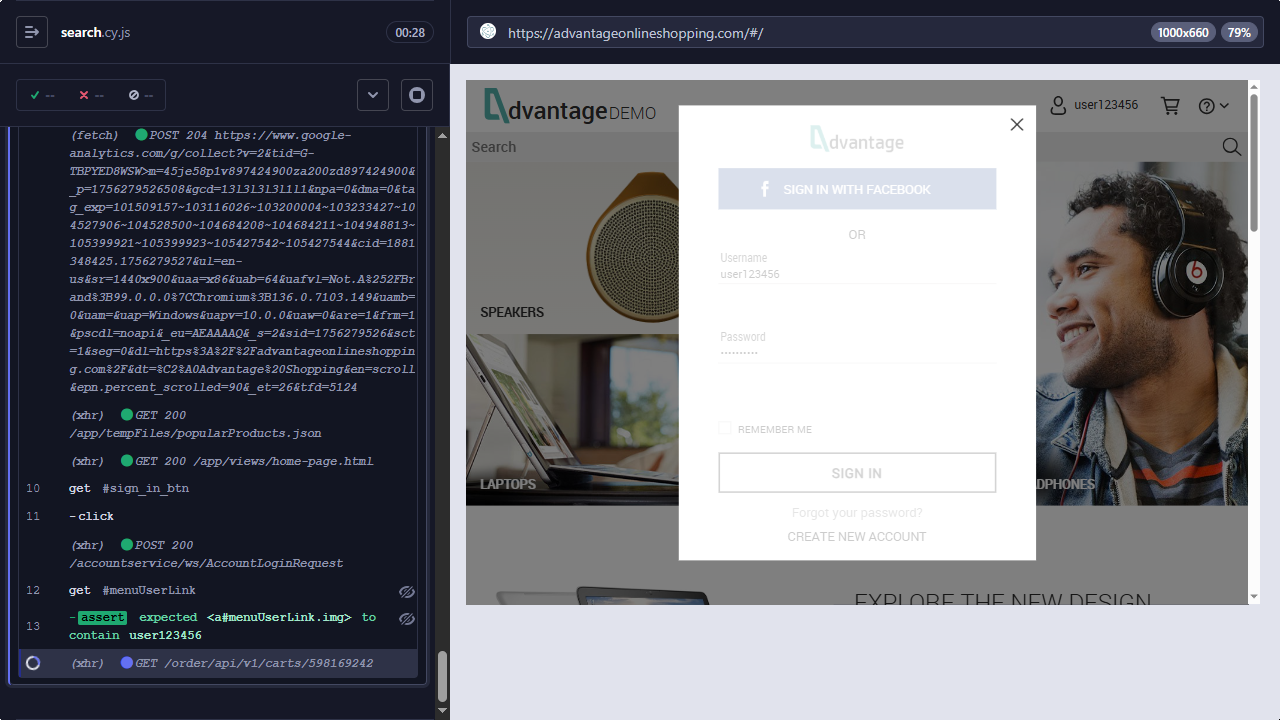 search.cy.js
00:28
--
--
--
(fetch) POST 204 https://www.google-
analytics.com/g/collect?v=2&tid=G-
TBPYED8WSW>m=45je58p1v897424900za200zd897424900&
_p=1756279526508&gcd=13l3l3l3l1l1&npa=0&dma=0&ta
g_exp=101509157~103116026~103200004~103233427~10
4527906~104528500~104684208~104684211~104948813~
105399921~105399923~105427542~105427544&cid=1881
348425.1756279527&ul=en-
us&sr=1440x900&uaa=x86&uab=64&uafvl=Not.A%252FBr
and%3B99.0.0.0%7CChromium%3B136.0.7103.149&uamb=
0&uam=&uap=Windows&uapv=10.0.0&uaw=0&are=1&frm=1
&pscdl=noapi&_eu=AEAAAAQ&_s=2&sid=1756279526&sct
=1&seg=0&dl=https%3A%2F%2Fadvantageonlineshoppin
g.com%2F&dt=%C2%A0Advantage%20Shopping&en=scroll
&epn.percent_scrolled=90&_et=26&tfd=5124
(xhr) GET 200
/app/tempFiles/popularProducts.json
(xhr) GET 200 /app/views/home-page.html
10 get #sign_in_btn
11 -click
(xhr) POST 200
/accountservice/ws/AccountLoginRequest
12 get #menuUserLink
13 -assert expected <a#menuUserLink.img> to
contain user123456
(xhr) GET /order/api/v1/carts/598169242
https://advantageonlineshopping.com/#/
1000x660
79%
dvantage DEMO
user123456
Search
SPEAKERS
LAPTOPS
DPHONES
EXPLORE THE NEW DESIGN
dvantage
SIGN IN WITH FACEBOOK
OR
Username
user123456
Password
REMEMBER ME
SIGN IN
Forgot your password?
CREATE NEW ACCOUNT